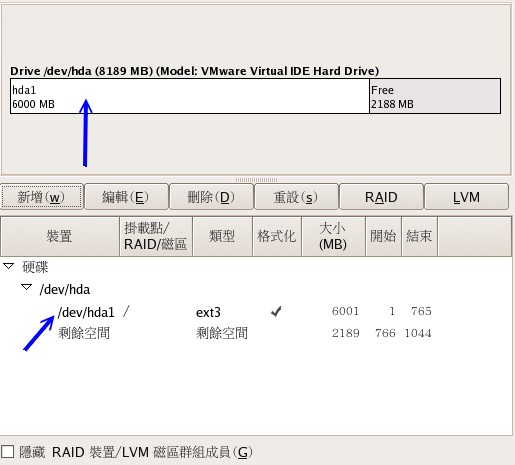 Drive /dev/hda (8189 MB) (Model: VMware Virtual IDE Hard Drive)
hda1 Free
6000 MB 2188 MB
新增(w) 編輯(E) 刪除(D) 重設(s) RAID LVM
裝置 掛載點/ RAID/磁區 類型 格式化 大小 (MB) 開始 結束
硬碟
/dev/hda
/dev/hda1 / ext3 6001 1 765
剩餘空間 剩餘空間 2189 766 1044
隱藏 RAID 裝置/LVM 磁區群組成員(G)